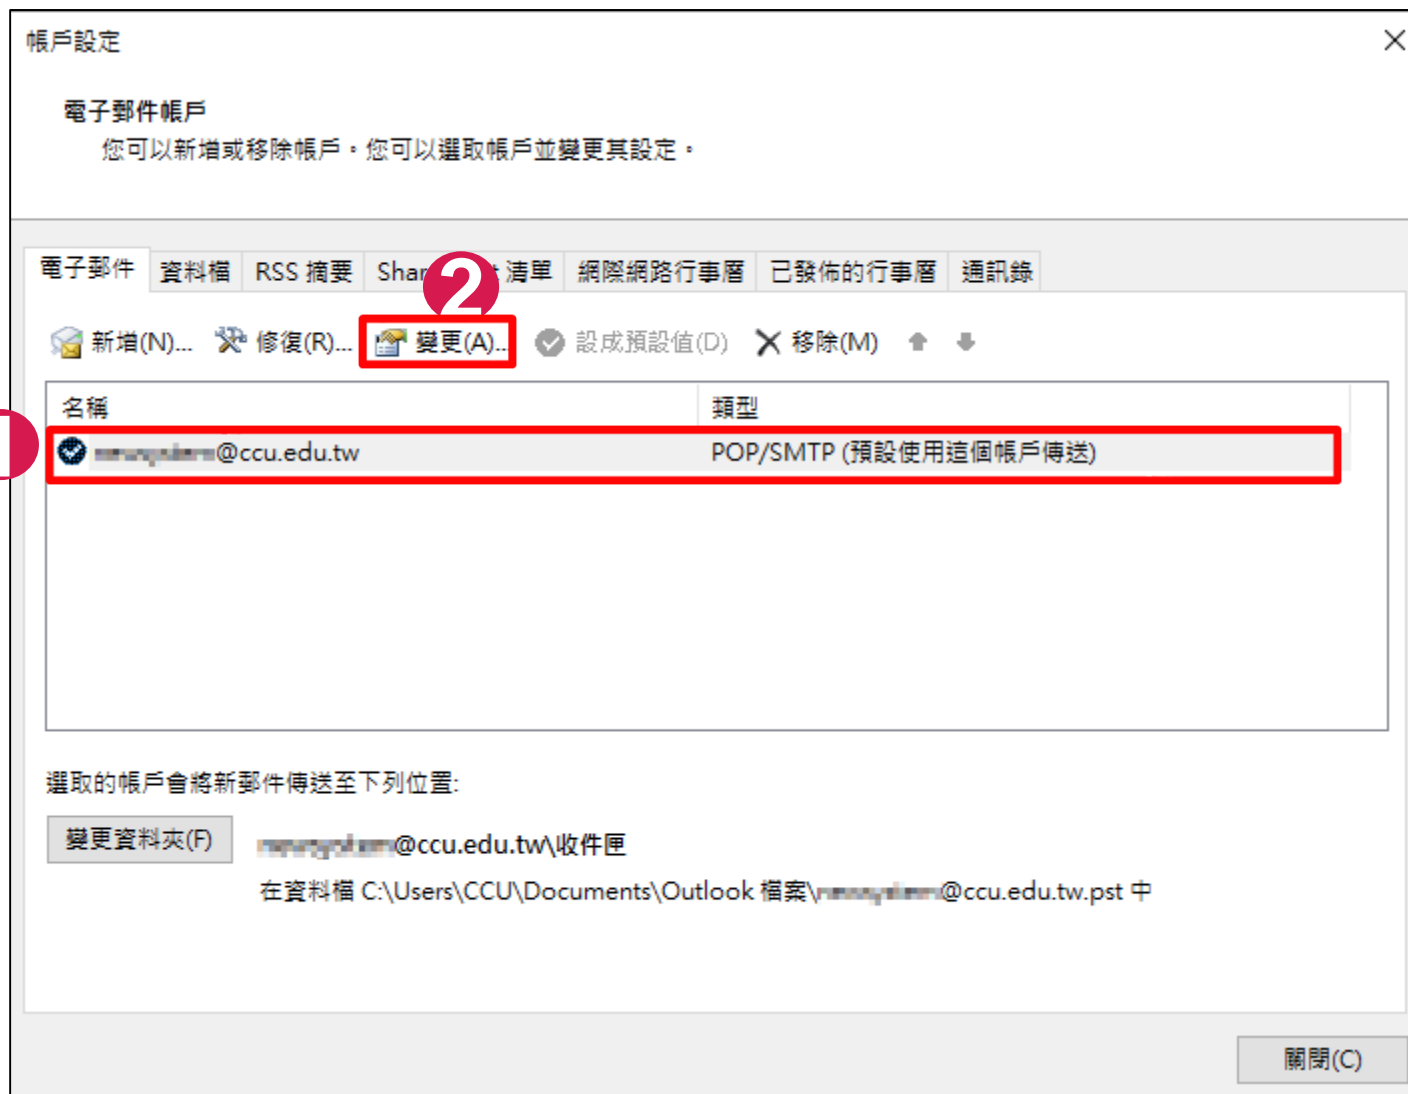 帳戶設定
電子郵件帳戶
您可以新增或移除帳戶。您可以選取帳戶並變更其設定。
電子郵件 資料檔 RSS 摘要 Shar t 清單 網際網路行事曆 已發佈的行事曆 通訊錄
2
新增(N)... 修復(R)... 變更(A)... 設成預設值(D) 移除(M)
名稱 類型
@ccu.edu.tw POP/SMTP (預設使用這個帳戶傳送)
選取的帳戶會將新郵件傳送至下列位置:
變更資料夾(F) @ccu.edu.tw\收件匣
在資料檔 C:\Users\CCU\Documents\Outlook 檔案\ @ccu.edu.tw.pst 中
關閉(C)